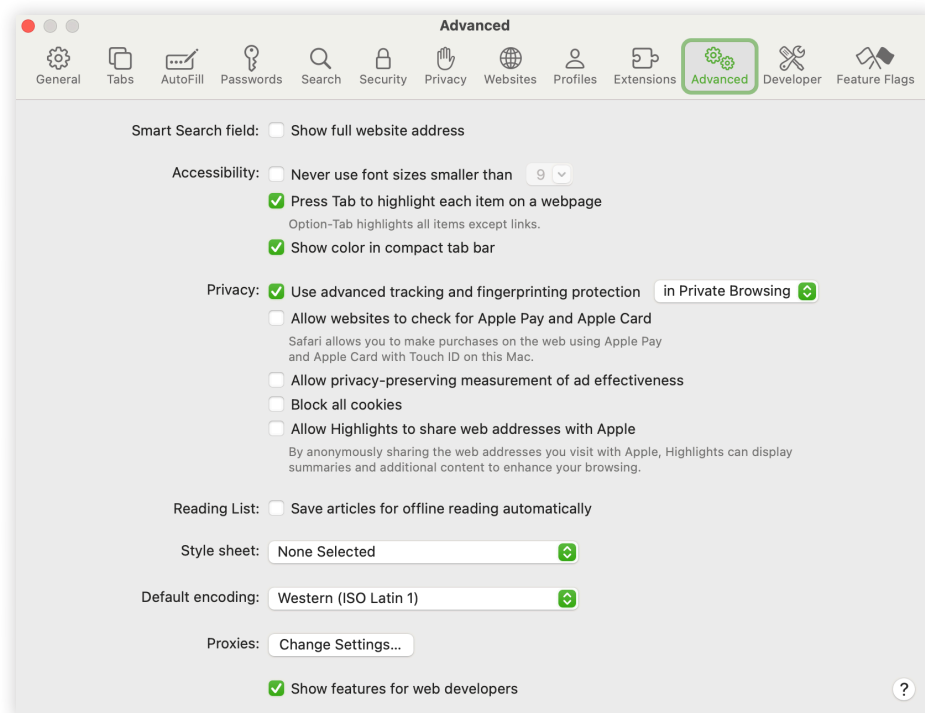 Advanced
General Tabs AutoFill Passwords Search Security Privacy Websites Profiles Extensions Advanced Developer Feature Flags
Smart Search field: Show full website address
Accessibility: Never use font sizes smaller than 9
Press Tab to highlight each item on a webpage
Option-Tab highlights all items except links.
Show color in compact tab bar
Privacy: Use advanced tracking and fingerprinting protection in Private Browsing
Allow websites to check for Apple Pay and Apple Card
Safari allows you to make purchases on the web using Apple Pay
and Apple Card with Touch ID on this Mac.
Allow privacy-preserving measurement of ad effectiveness
Block all cookies
Allow Highlights to share web addresses with Apple
By anonymously sharing the web addresses you visit with Apple, Highlights can display
summaries and additional content to enhance your browsing.
Reading List: Save articles for offline reading automatically
Style sheet: None Selected
Default encoding: Western (ISO Latin 1)
Proxies: Change Settings...
Show features for web developers
?